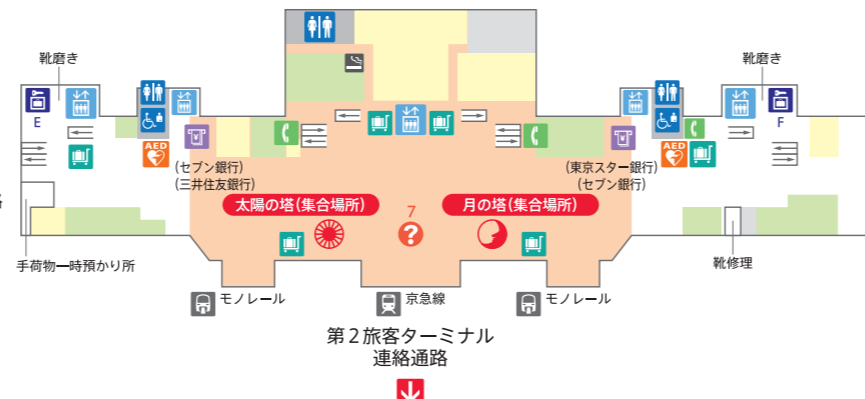 靴磨き
靴磨き
E
F
AED
AED
(セブン銀行)
(三井住友銀行)
(東京スター銀行)
(セブン銀行)
太陽の塔(集合場所)
7
?
月の塔(集合場所)
手荷物一時預かり所
靴修理
モノレール
京急線
モノレール
第2旅客ターミナル
連絡通路